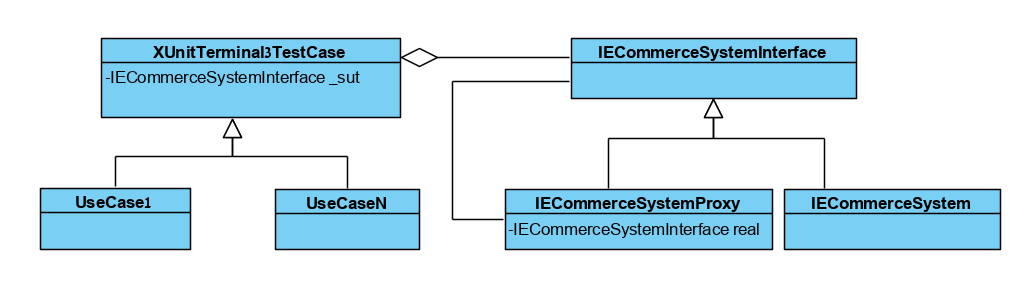 XUnitTerminal3TestCase
-IECommerceSystemInterface _sut
IECommerceSystemInterface
UseCase1
UseCaseN
IECommerceSystemProxy
-IECommerceSystemInterface real
IECommerceSystem